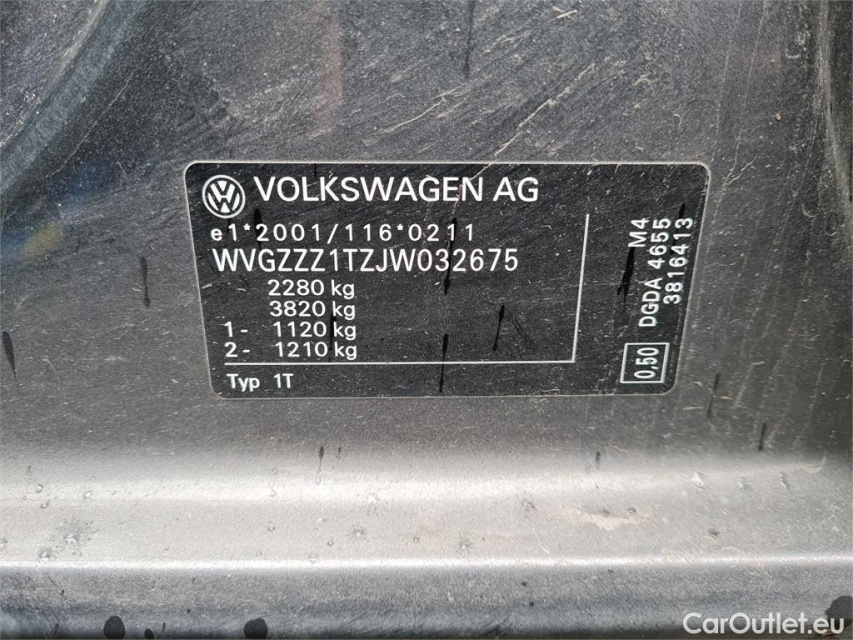 VOLKSWAGEN AG
e1*2001/116*0211
WVGZZZ1TZJW032675
2280 kg
3820 kg
1- 1120 kg
2- 1210 kg
Typ 1T
M4
DGDA 4655
3816413
0,50
CarOutlet.eu